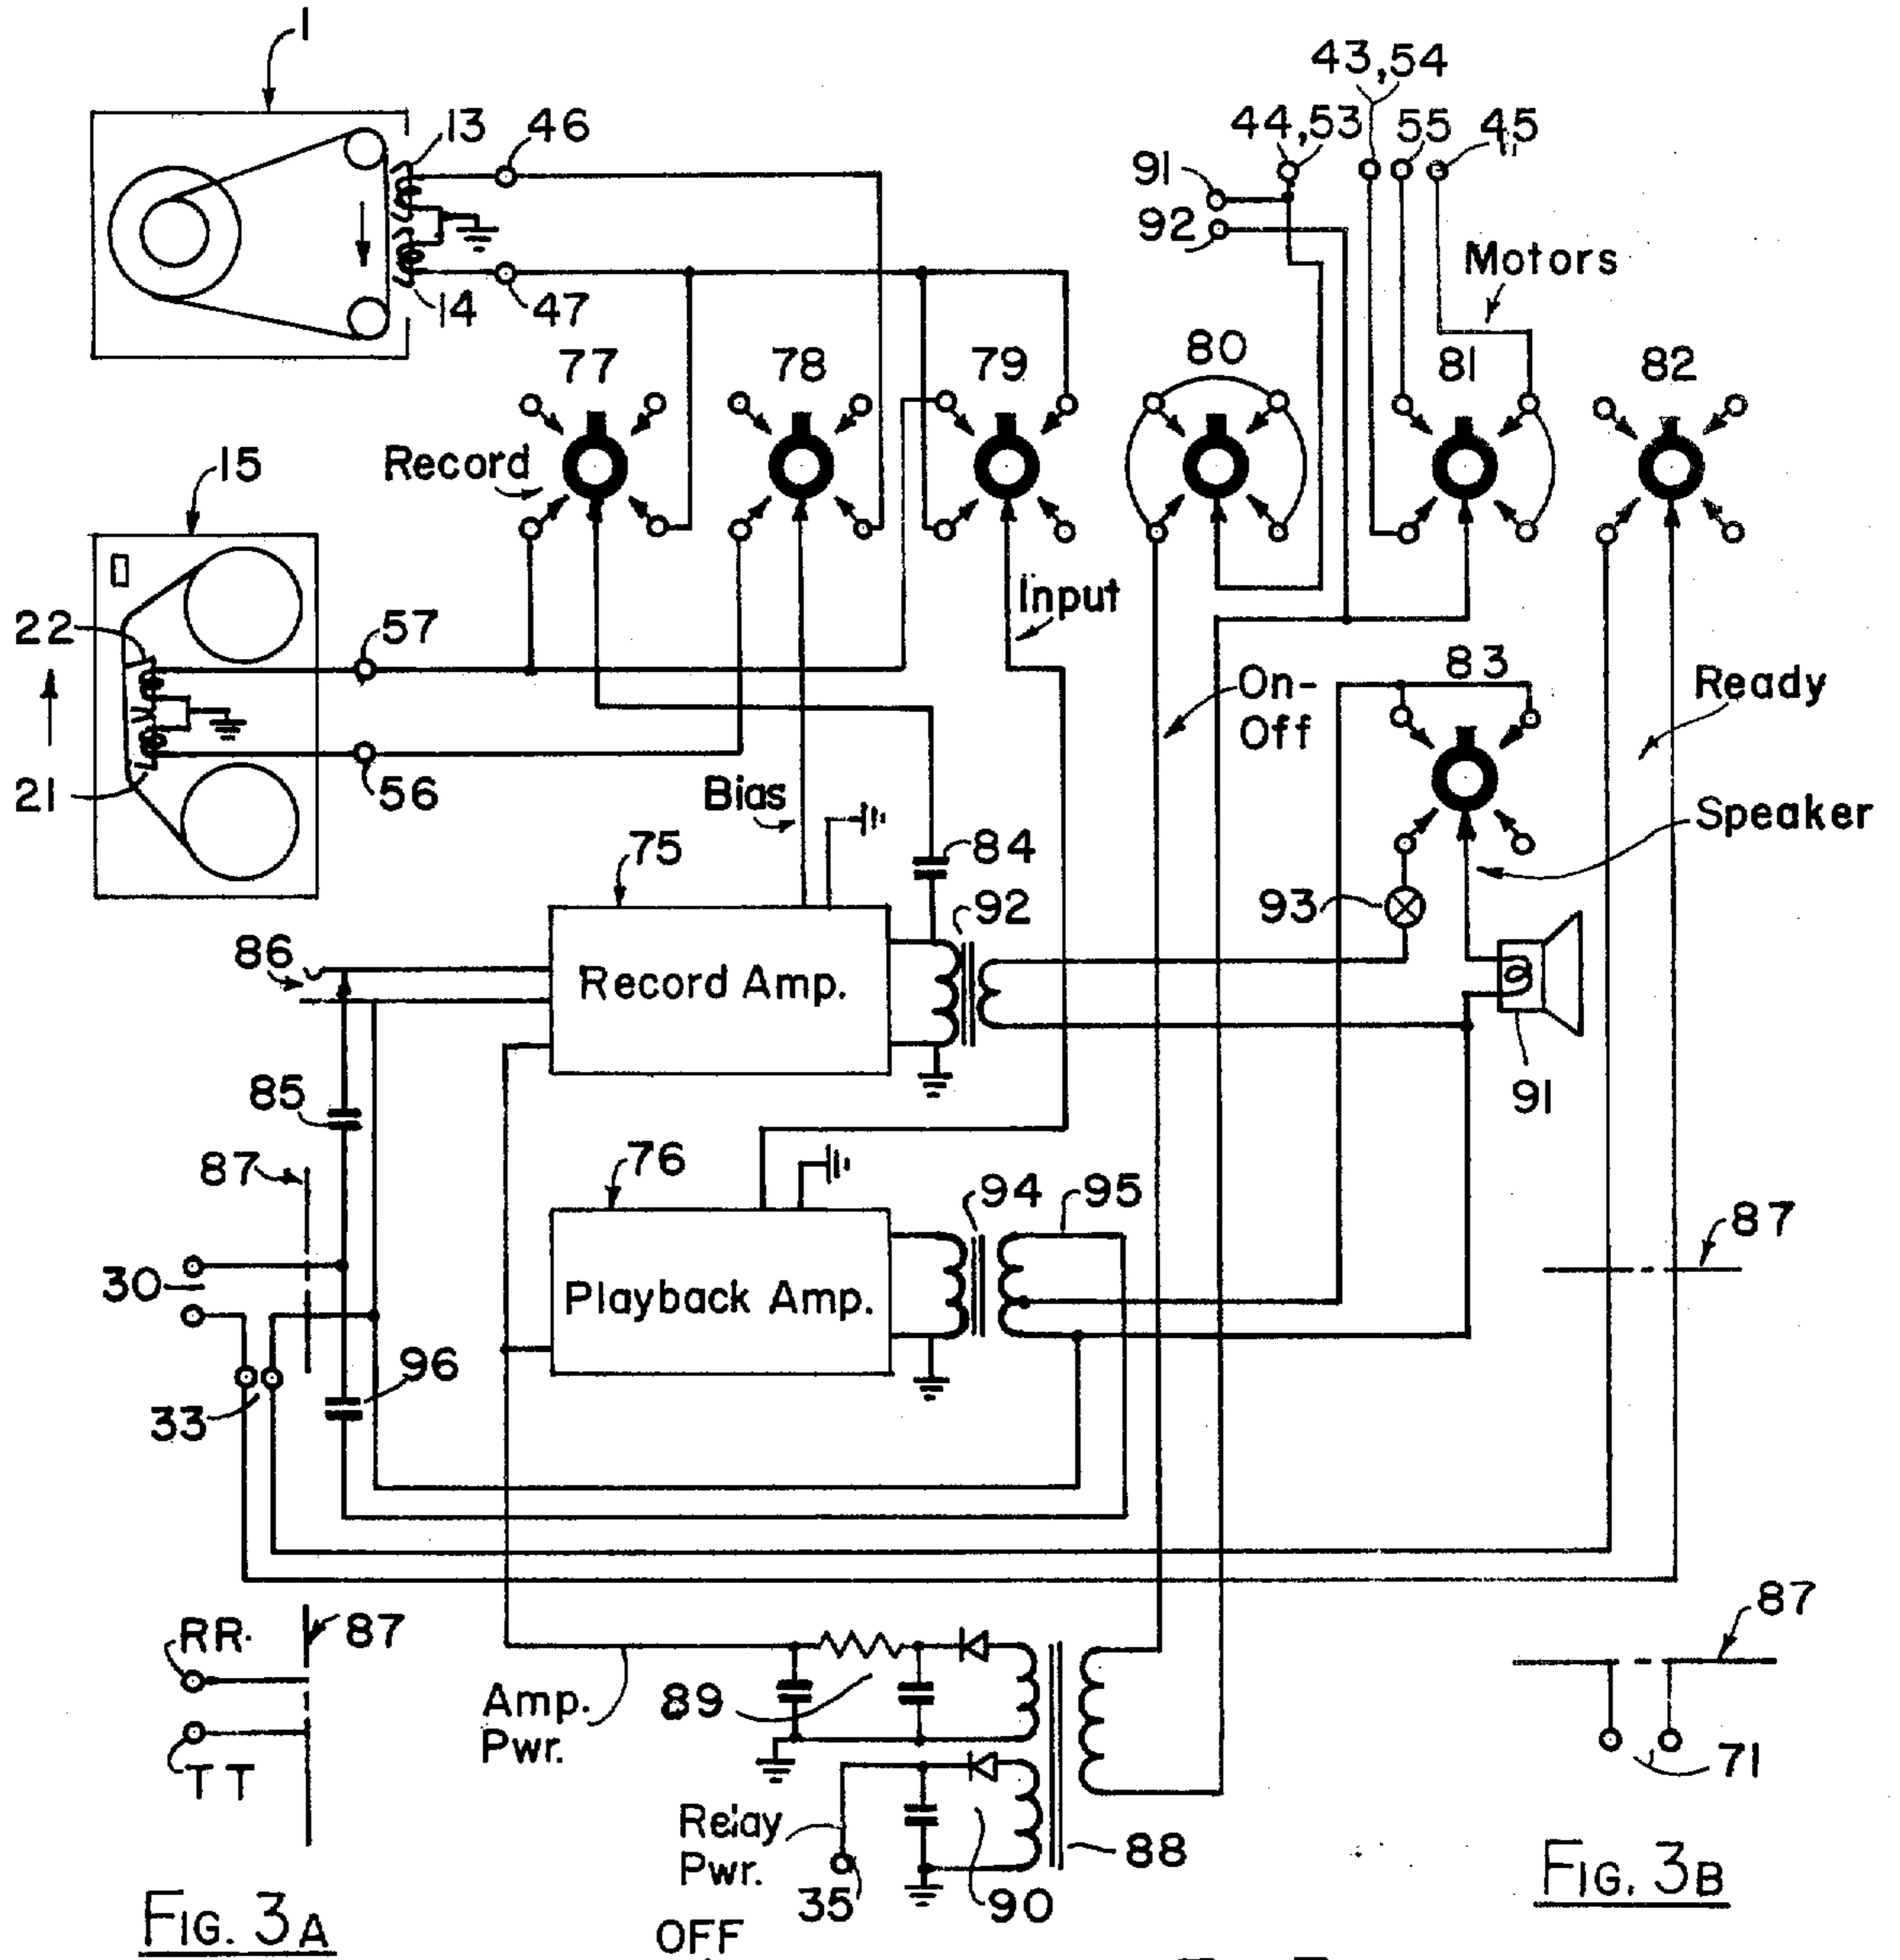 1
43,54
13
46
44,53
55
45
91
92
Motors
14
47
77
78
79
80
81
82
Record
15
Input
22
57
83
On-
Off
Ready
21
56
Bias
Speaker
75
84
92
93
86
Record Amp.
85
91
87
76
94
95
87
30
Playback Amp.
96
33
RR.
87
87
Amp.
Pwr.
89
TT
71
Relay
Pwr.
35
90
88
FIG. 3A
FIG. 3B
OFF